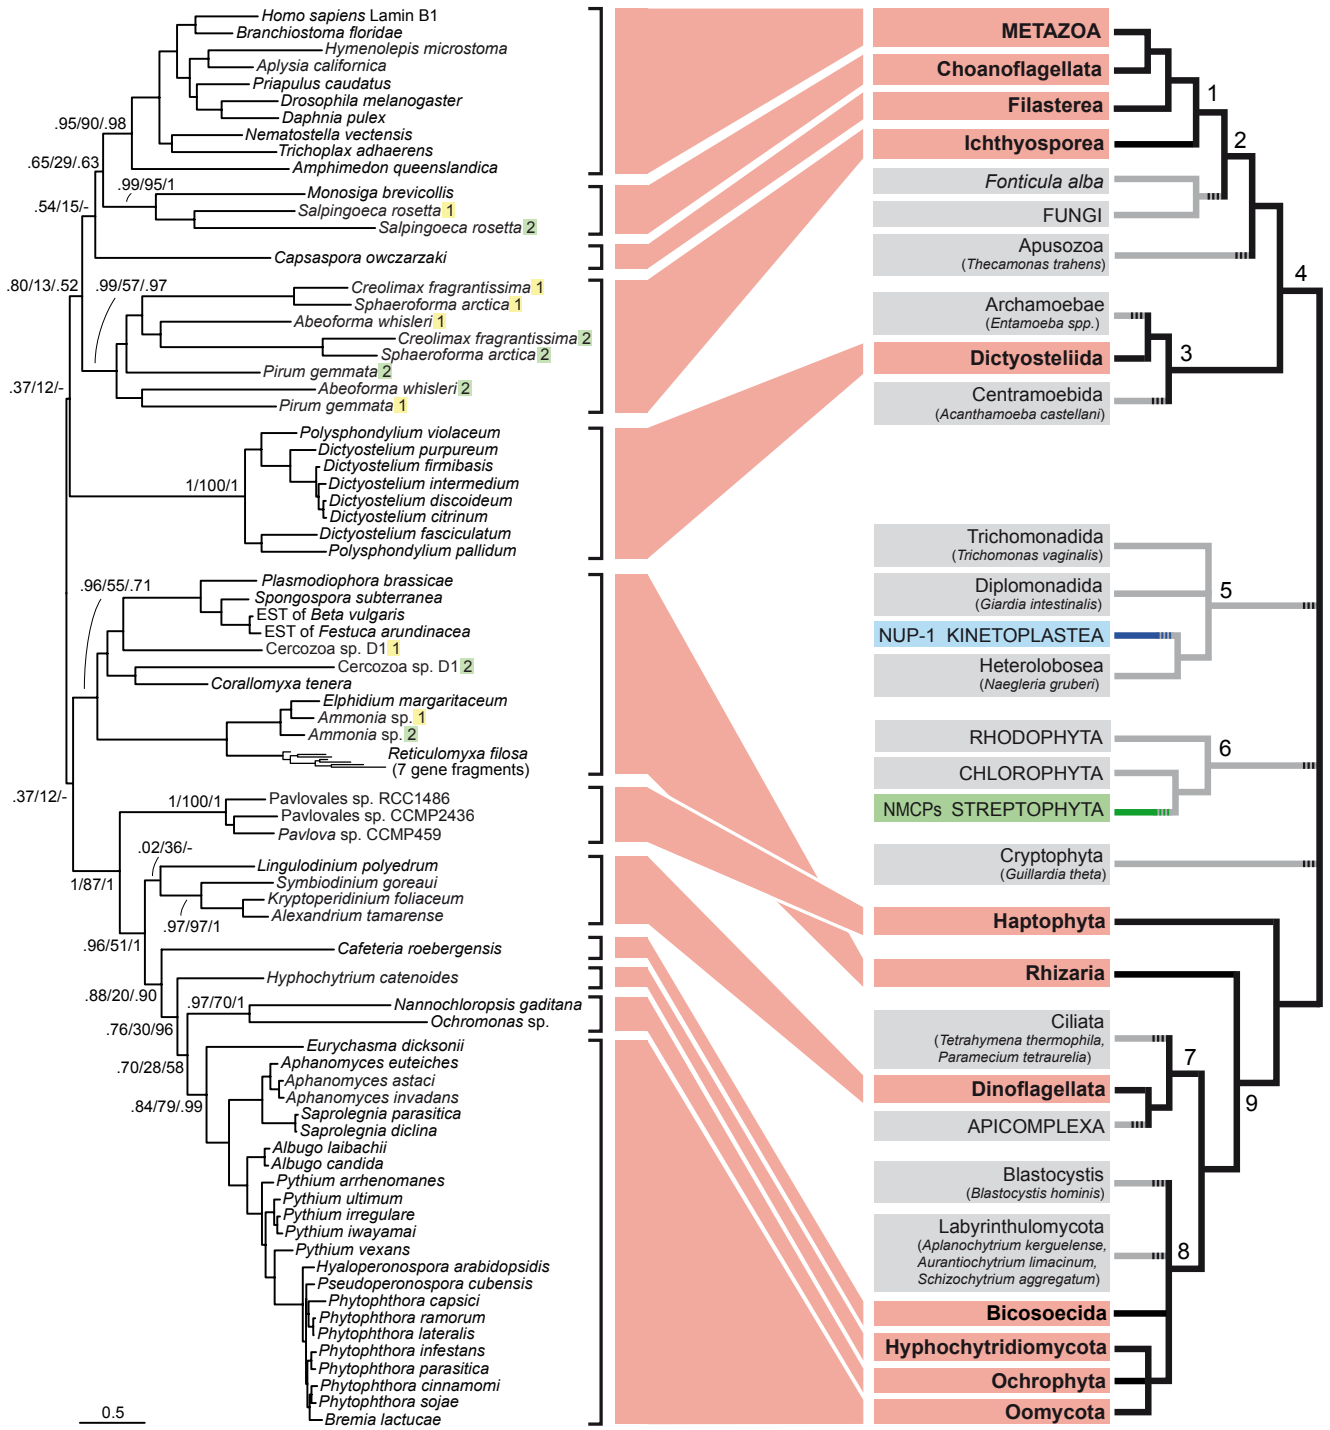 Homo sapiens Lamin B1
Branchiostoma floridae
Hymenolepis microstoma
Aplysia californica
Priapulus caudatus
Drosophila melanogaster
Daphnia pulex
.95/90/.98
Nematostella vectensis
Trichoplax adhaerens
.65/29/.63
Amphimedon queenslandica
.99/95/1
Monosiga brevicollis
.54/15/-
Salpingoeca rosetta 1
Salpingoeca rosetta 2
Capsaspora owczarzaki
.80/13/.52
.99/57/.97
Creolimax fragrantissima 1
Sphaeroforma arctica 1
Abeoforma whisleri 1
Creolimax fragrantissima 2
Sphaeroforma arctica 2
Pirum gemmata 2
.37/12/-
Abeoforma whisleri 2
Pirum gemmata 1
Polysphondylium violaceum
Dictyostelium purpureum
Dictyostelium firmibasis
1/100/1
Dictyostelium intermedium
Dictyostelium discoideum
Dictyostelium citrinum
Dictyostelium fasciculatum
Polysphondylium pallidum
.96/55/.71
Plasmodiophora brassicae
Spongospora subterranea
EST of Beta vulgaris
EST of Festuca arundinacea
Cercozoa sp. D1 1
Cercozoa sp. D1 2
Corallomyxa tenera
Elphidium margaritaceum
Ammonia sp. 1
Ammonia sp. 2
Reticulomyxa filosa
(7 gene fragments)
.37/12/-
1/100/1
Pavlovales sp. RCC1486
Pavlovales sp. CCMP2436
Pavlova sp. CCMP459
.02/36/-
Lingulodinium polyedrum
1/87/1
Symbiodinium goreaui
Kryptoperidinium foliaceum
.97/97/1
Alexandrium tamarense
.96/51/1
Cafeteria roebergensis
Hyphochytrium catenoides
.88/20/.90
.97/70/1
Nannochloropsis gaditana
Ochromonas sp.
.76/30/96
Eurychasma dicksonii
.70/28/58
Aphanomyces euteiches
Aphanomyces astaci
Aphanomyces invadans
.84/79/.99
Saprolegnia parasitica
Saprolegnia diclina
Albugo laibachii
Albugo candida
Pythium arrhenomanes
Pythium ultimum
Pythium irregulare
Pythium iwayamai
Pythium vexans
Hyaloperonospora arabidopsidis
Pseudoperonospora cubensis
Phytophthora capsici
Phytophthora ramorum
Phytophthora lateralis
Phytophthora infestans
Phytophthora parasitica
Phytophthora cinnamomi
Phytophthora sojae
Bremia lactucae
0.5
METAZOA
Choanoflagellata
1
Filasterea
2
Ichthyosporea
Fonticula alba
FUNGI
Apusozoa
(Thecamonas trahens)
4
Archamoebae
(Entamoeba spp.)
Dictyosteliida
3
Centramoebida
(Acanthamoeba castellani)
Trichomonadida
(Trichomonas vaginalis)
Diplomonadida
(Giardia intestinalis)
5
NUP-1 KINETOPLASTEA
Heterolobosea
(Naegleria gruberi)
RHODOPHYTA
6
CHLOROPHYTA
NMCPs STREPTOPHYTA
Cryptophyta
(Guillardia theta)
Haptophyta
Rhizaria
Ciliata
(Tetrahymena thermophila,
Paramecium tetraurelia)
7
Dinoflagellata
9
APICOMPLEXA
Blastocystis
(Blastocystis hominis)
Labyrinthulomycota
(Aplanochytrium kerguelense,
Aurantiochytrium limacinum,
Schizochytrium aggregatum)
8
Bicosoecida
Hyphochytridiomycota
Ochrophyta
Oomycota